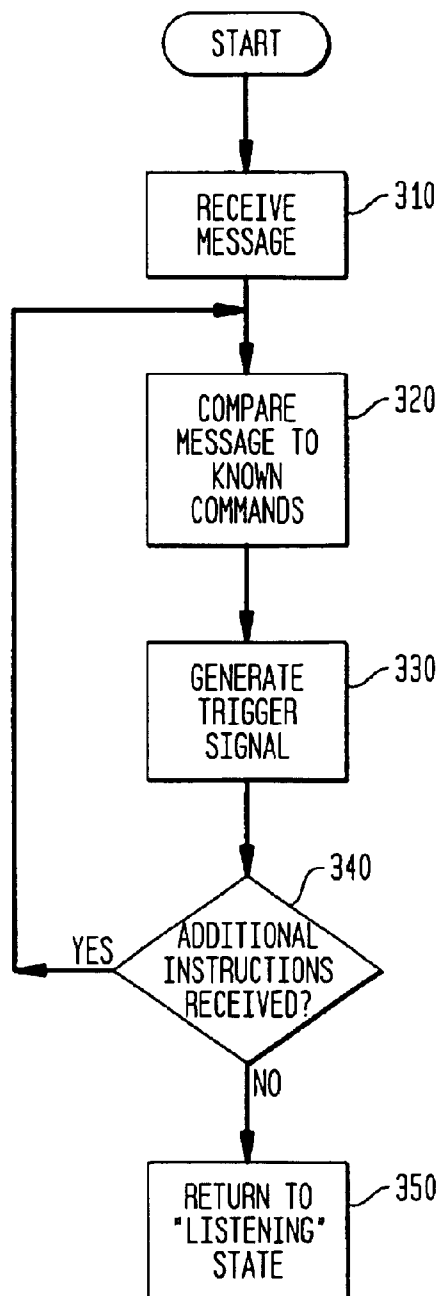 START
RECEIVE
MESSAGE
310
COMPARE
MESSAGE TO
KNOWN
COMMANDS
320
GENERATE
TRIGGER
SIGNAL
330
340
YES
ADDITIONAL
INSTRUCTIONS
RECEIVED?
NO
RETURN TO
"LISTENING"
STATE
350